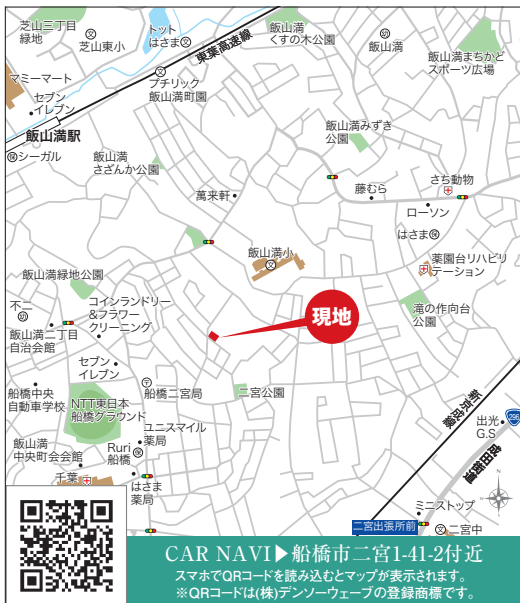 芝山三丁目
緑地
芝山東小
トット
はさま
東葉高速線
飯山満
くすの木公園
飯山満
飯山満まちかど
スポーツ広場
マミーマート
セブン
イレブン
プチリック
飯山満町園
飯山満駅
シーガル
飯山満
さざんか公園
飯山満みずき
公園
萬来軒
藤むら
さち動物
ローソン
はさま
飯山満小
薬園台リハビリ
テーション
飯山満緑地公園
コインランドリー
&フラワー
クリーニング
滝の作向台
公園
不二
飯山満二丁目
自治会館
現地
セブン
イレブン
船橋中央
自動車学校
船橋二宮局
二宮公園
NTT東日本
船橋グラウンド
新京成線
296
出光
G.S
成田街道
ユニスマイル
薬局
飯山満
中央町会会館
Ruri
船橋
千葉
はさま
薬局
ミニストップ
二宮出張所前
二宮中
CAR NAVI▶船橋市二宮1-41-2付近
スマホでQRコードを読み込むとマップが表示されます。
※QRコードは(株)デンソーウェーブの登録商標です。